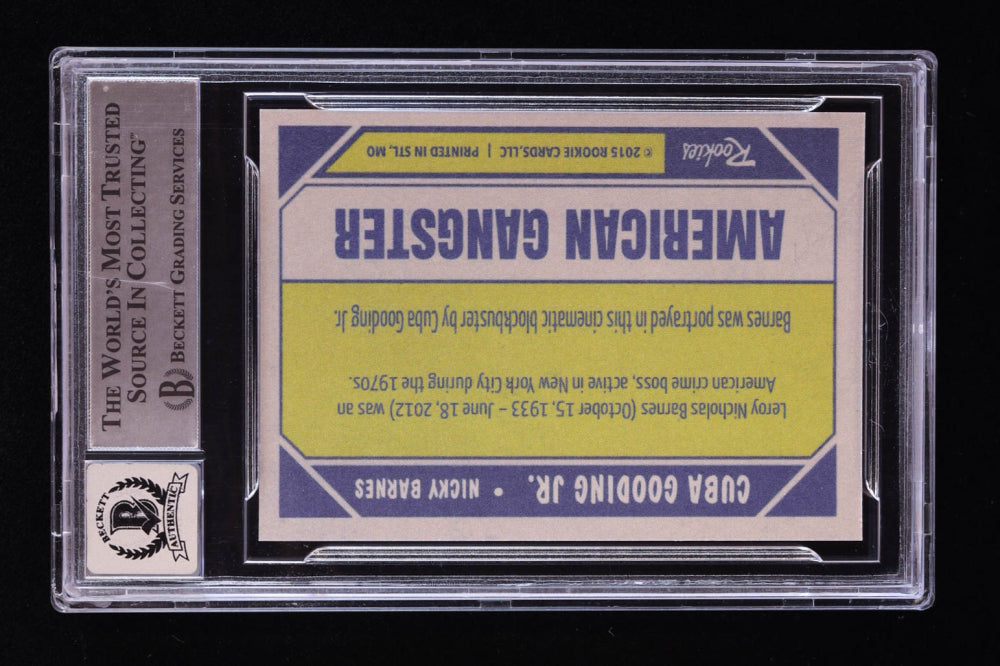 THE WORLD'S MOST TRUSTED
SOURCE IN COLLECTING™
BECKETT GRADING SERVICES
B
BECKETT
B
AUTHENTIC
CUBA GOODING JR. • NICKY BARNES
Leroy Nicholas Barnes (October 15, 1933 – June 18, 2012) was an
American crime boss, active in New York City during the 1970s.
Barnes was portrayed in this cinematic blockbuster by Cuba Gooding Jr.
AMERICAN GANGSTER
Rookies
© 2015 ROOKIE CARDS,LLC | PRINTED IN STL, MO